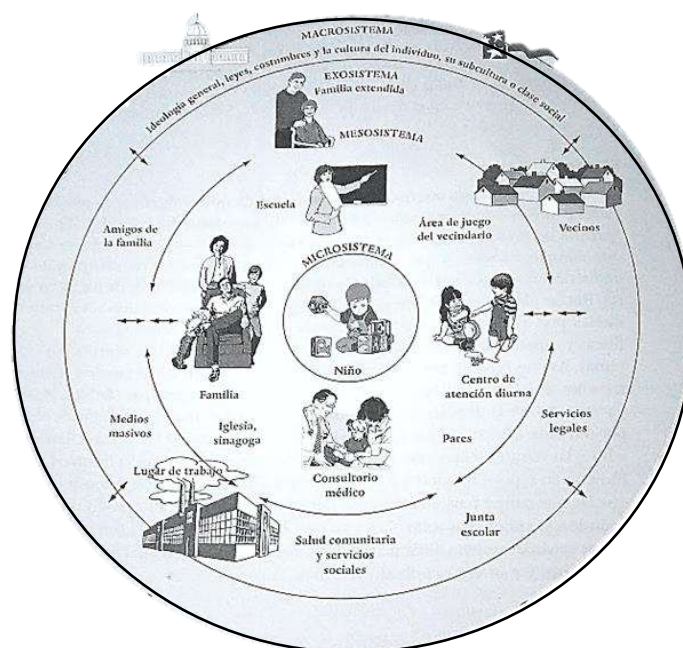 MACROSISTEMA
Ideología general, leyes, costumbres y la cultura del individuo, su subcultura o clase social
EXOSISTEMA
Familia extendida
MESOSISTEMA
Escuela
Amigos de
la familia
Área de juego
del vecindario
Vecinos
MICROSISTEMA
Niño
Familia
Centro de
atención diurna
Medios
masivos
Iglesia,
sinagoga
Pares
Servicios
legales
Lugar de trabajo
Consultorio
médico
Junta
escolar
Salud comunitaria
y servicios
sociales